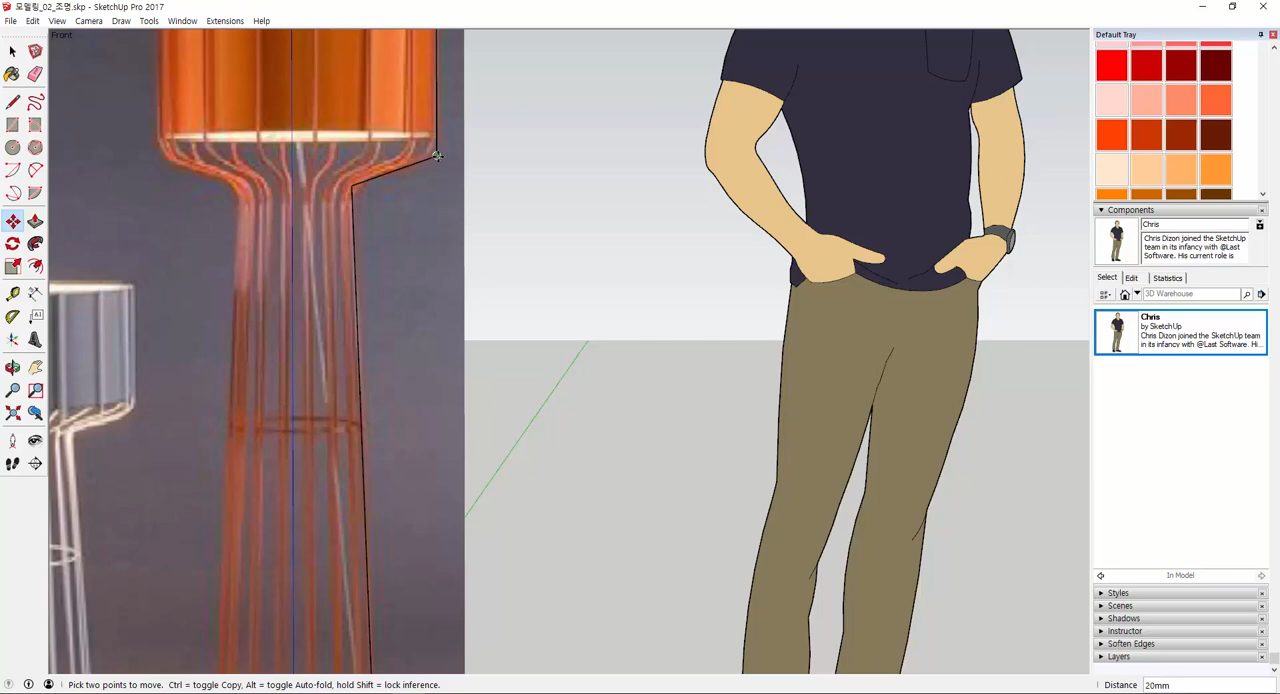 모델링_02_조명.skp - SketchUp Pro 2017
File Edit View Camera Draw Tools Window Extensions Help
Front
Default Tray
Components
Chris
Chris Dizon joined the SketchUp
team in its infancy with @Last
Software. His current role is
Select Edit Statistics
3D Warehouse
Chris
by SketchUp
Chris Dizon joined the SketchUp team
in its infancy with @Last Software. Hi...
In Model
Styles
Scenes
Shadows
Instructor
Soften Edges
Layers
Pick two points to move. Ctrl = toggle Copy, Alt = toggle Auto-fold, hold Shift = lock inference.
Distance 20mm